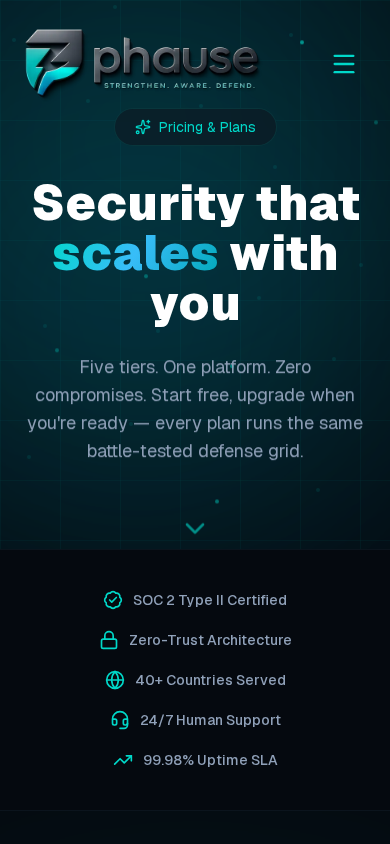 phause
STRENGTHEN. AWARE. DEFEND.
Pricing & Plans
Security that
scales with
you
Five tiers. One platform. Zero
compromises. Start free, upgrade when
you're ready — every plan runs the same
battle-tested defense grid.
SOC 2 Type II Certified
Zero-Trust Architecture
40+ Countries Served
24/7 Human Support
99.98% Uptime SLA